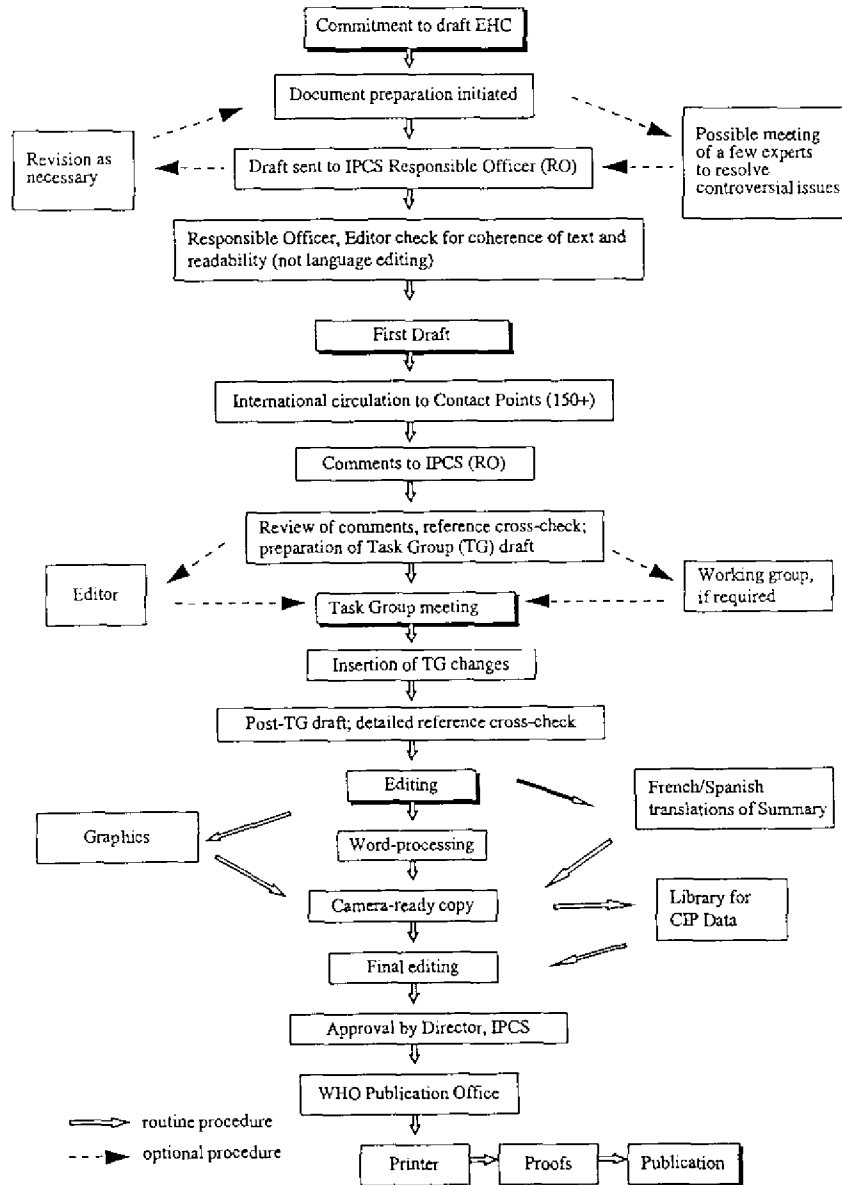 Commitment to draft EHC
Document preparation initiated
Revision as
necessary
Draft sent to IPCS Responsible Officer (RO)
Possible meeting
of a few experts
to resolve
controversial issues
Responsible Officer, Editor check for coherence of text and
readability (not language editing)
First Draft
International circulation to Contact Points (150+)
Comments to IPCS (RO)
Review of comments, reference cross-check;
preparation of Task Group (TG) draft
Editor
Task Group meeting
Working group,
if required
Insertion of TG changes
Post-TG draft; detailed reference cross-check
Editing
French/Spanish
translations of Summary
Graphics
Word-processing
Camera-ready copy
Library for
CIP Data
Final editing
Approval by Director, IPCS
WHO Publication Office
routine procedure
optional procedure
Printer
Proofs
Publication